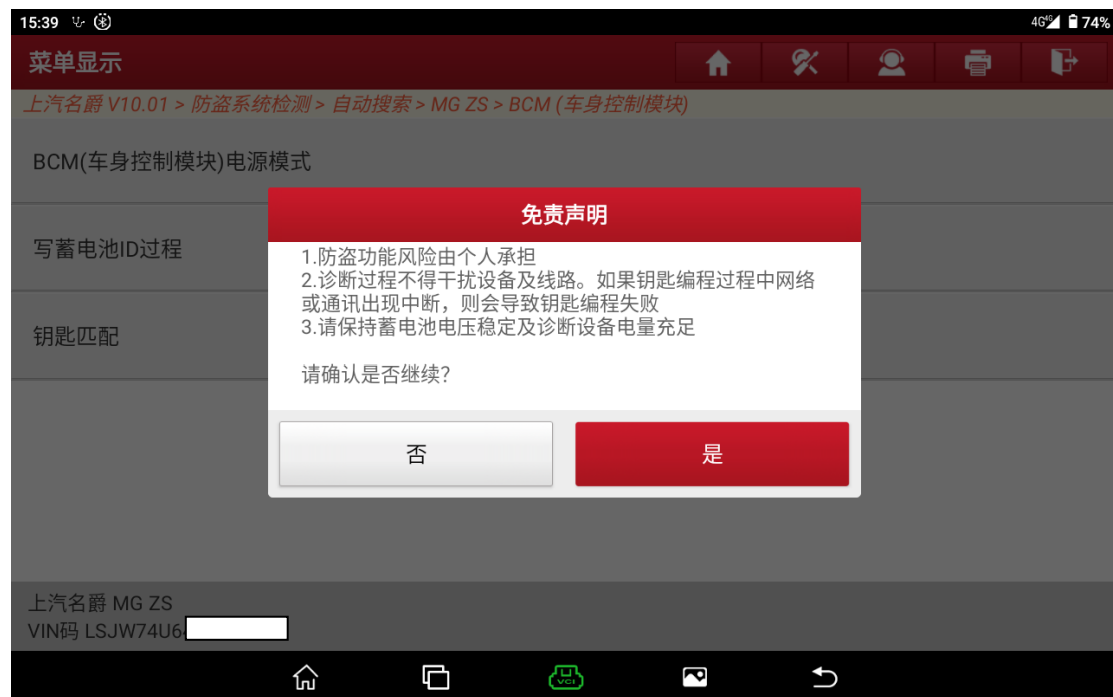 15:39
4G 4G 74%
菜单显示
上汽名爵 V10.01 > 防盗系统检测 > 自动搜索 > MG ZS > BCM (车身控制模块)
BCM(车身控制模块)电源模式
写蓄电池ID过程
钥匙匹配
免责声明
1.防盗功能风险由个人承担
2.诊断过程不得干扰设备及线路。如果钥匙编程过程中网络
或通讯出现中断，则会导致钥匙编程失败
3.请保持蓄电池电压稳定及诊断设备电量充足
请确认是否继续?
否
是
上汽名爵 MG ZS
VIN码 LSJW74U6
VCI